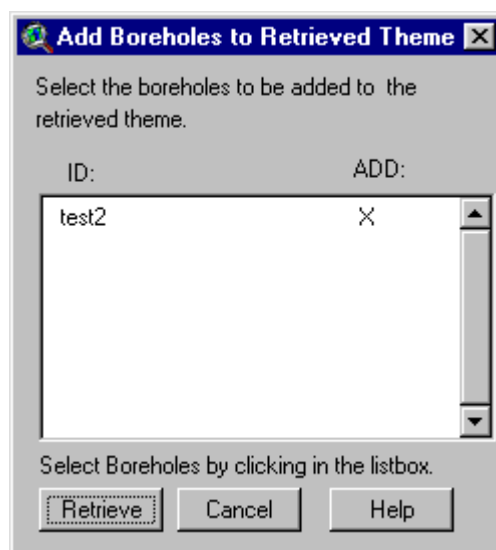 Add Boreholes to Retrieved Theme
Select the boreholes to be added to the
retrieved theme.
ID: ADD:
test2 X
Select Boreholes by clicking in the listbox.
Retrieve Cancel Help